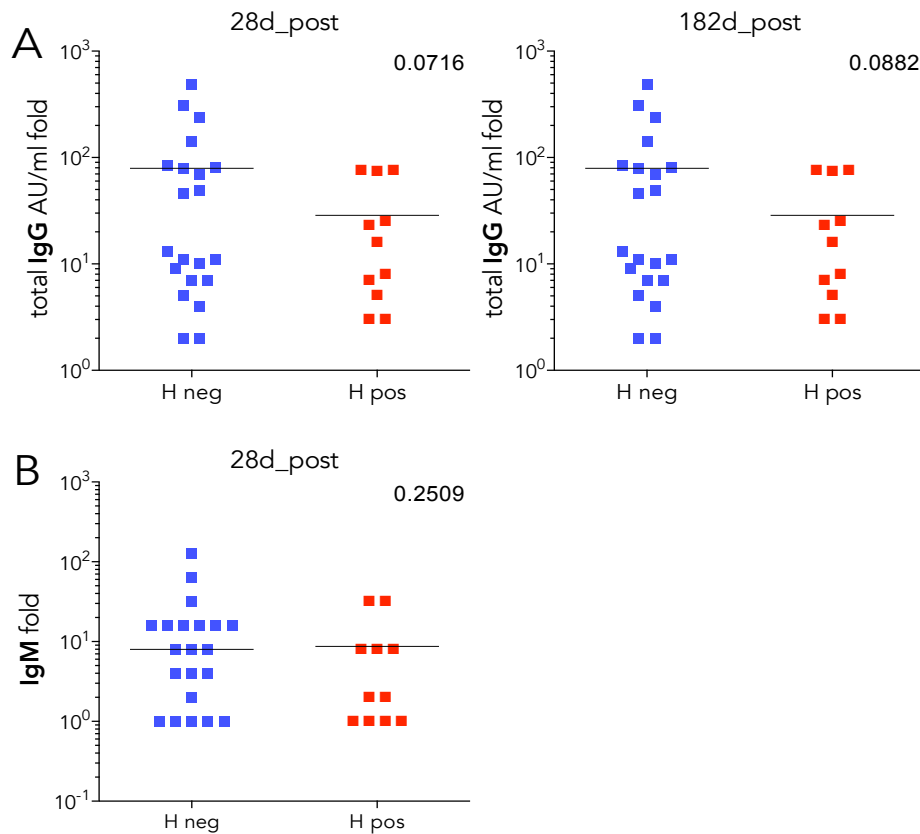 A
28d_post
0.0716
total IgG AU/ml fold
10³
10²
10¹
10⁰
H neg
H pos
182d_post
0.0882
total IgG AU/ml fold
10³
10²
10¹
10⁰
H neg
H pos
B
28d_post
0.2509
IgM fold
10³
10²
10¹
10⁰
10⁻¹
H neg
H pos